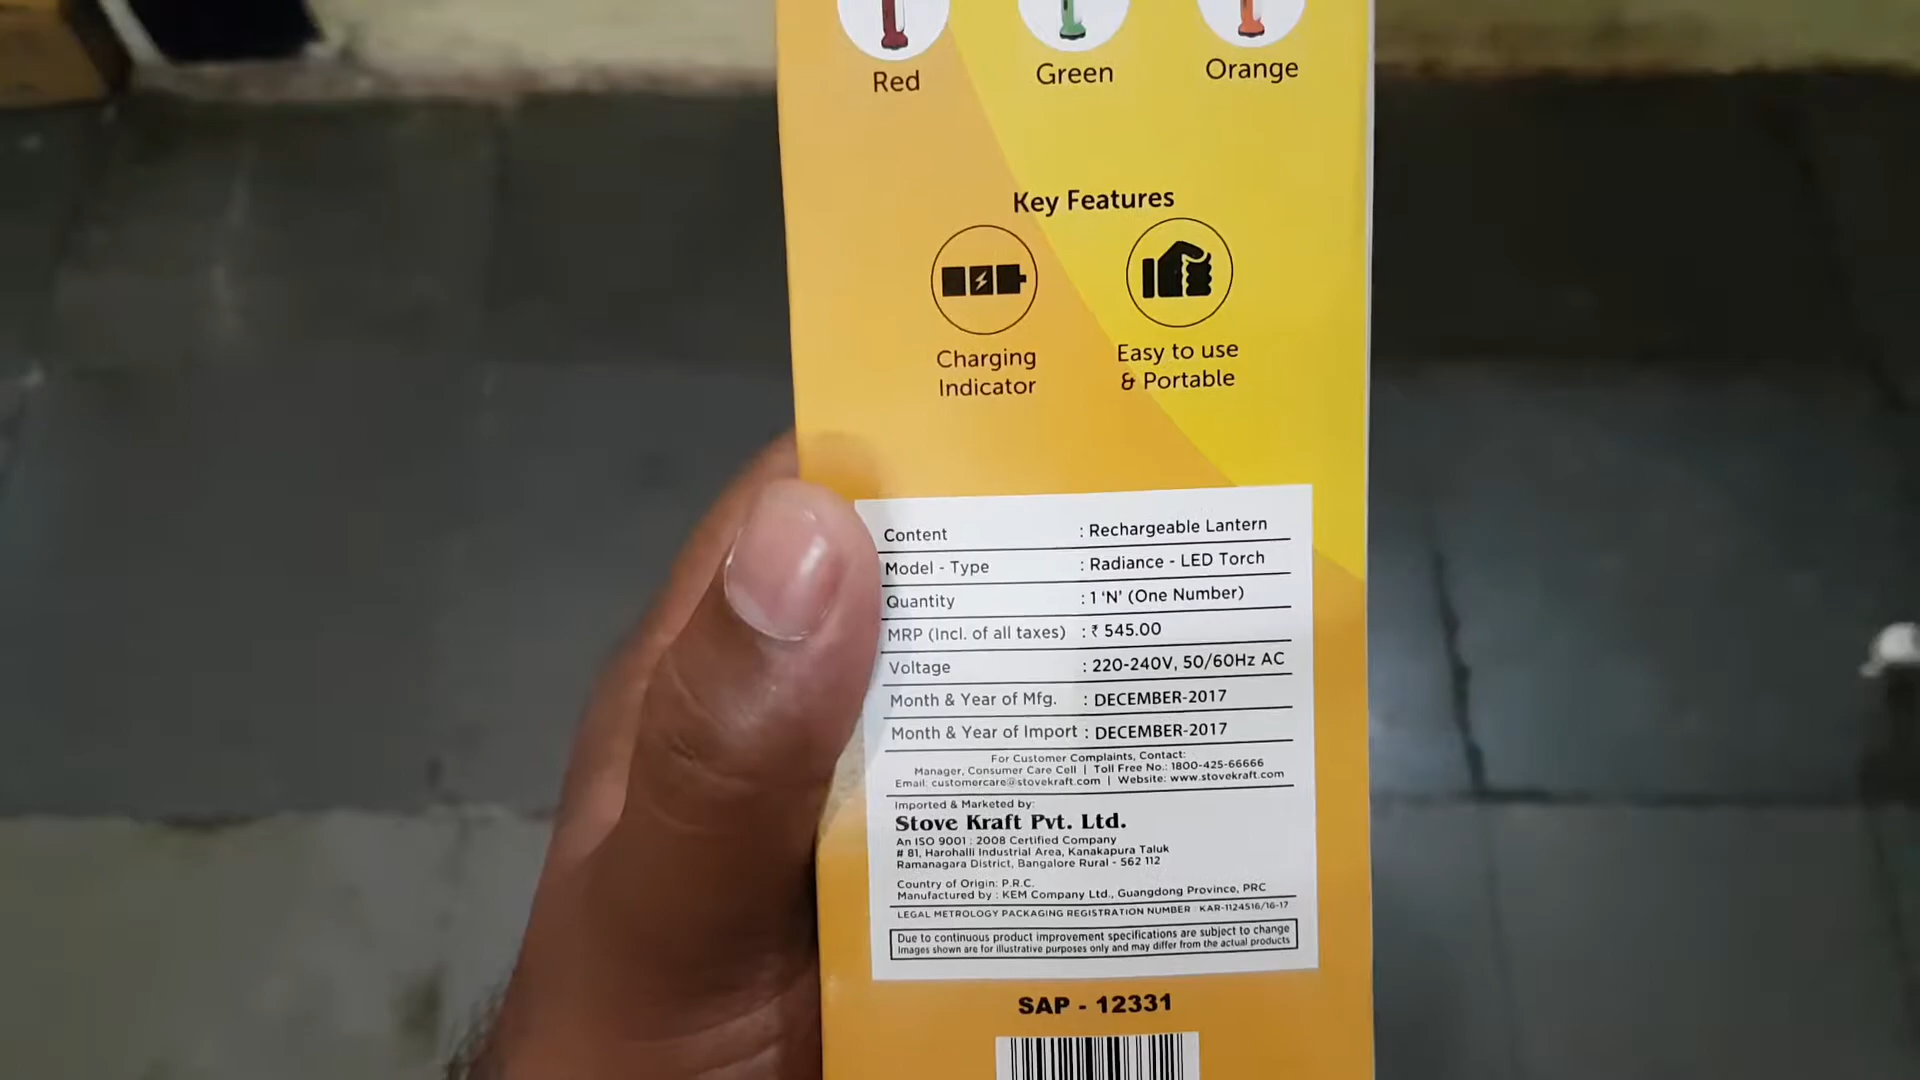 Red Green Orange
Key Features
Charging Indicator
Easy to use & Portable
Content : Rechargeable Lantern
Model - Type : Radiance - LED Torch
Quantity : 1 ‘N’ (One Number)
MRP (Incl. of all taxes) : ₹ 545.00
Voltage : 220-240V, 50/60Hz AC
Month & Year of Mfg. : DECEMBER-2017
Month & Year of Import : DECEMBER-2017
For Customer Complaints, Contact:
Manager, Consumer Care Cell | Toll Free No.: 1800-425-66666
Email: customercare@stovekraft.com | Website: www.stovekraft.com
Imported & Marketed by:
Stove Kraft Pvt. Ltd.
An ISO 9001 : 2008 Certified Company
# 81, Harohalli Industrial Area, Kanakapura Taluk
Ramanagara District, Bangalore Rural - 562 112
Country of Origin: P.R.C.
Manufactured by : KEM Company Ltd., Guangdong Province, PRC
LEGAL METROLOGY PACKAGING REGISTRATION NUMBER KAR-1124516/16-17
Due to continuous product improvement specifications are subject to change
Images shown are for illustrative purposes only and may differ from the actual products
SAP - 12331